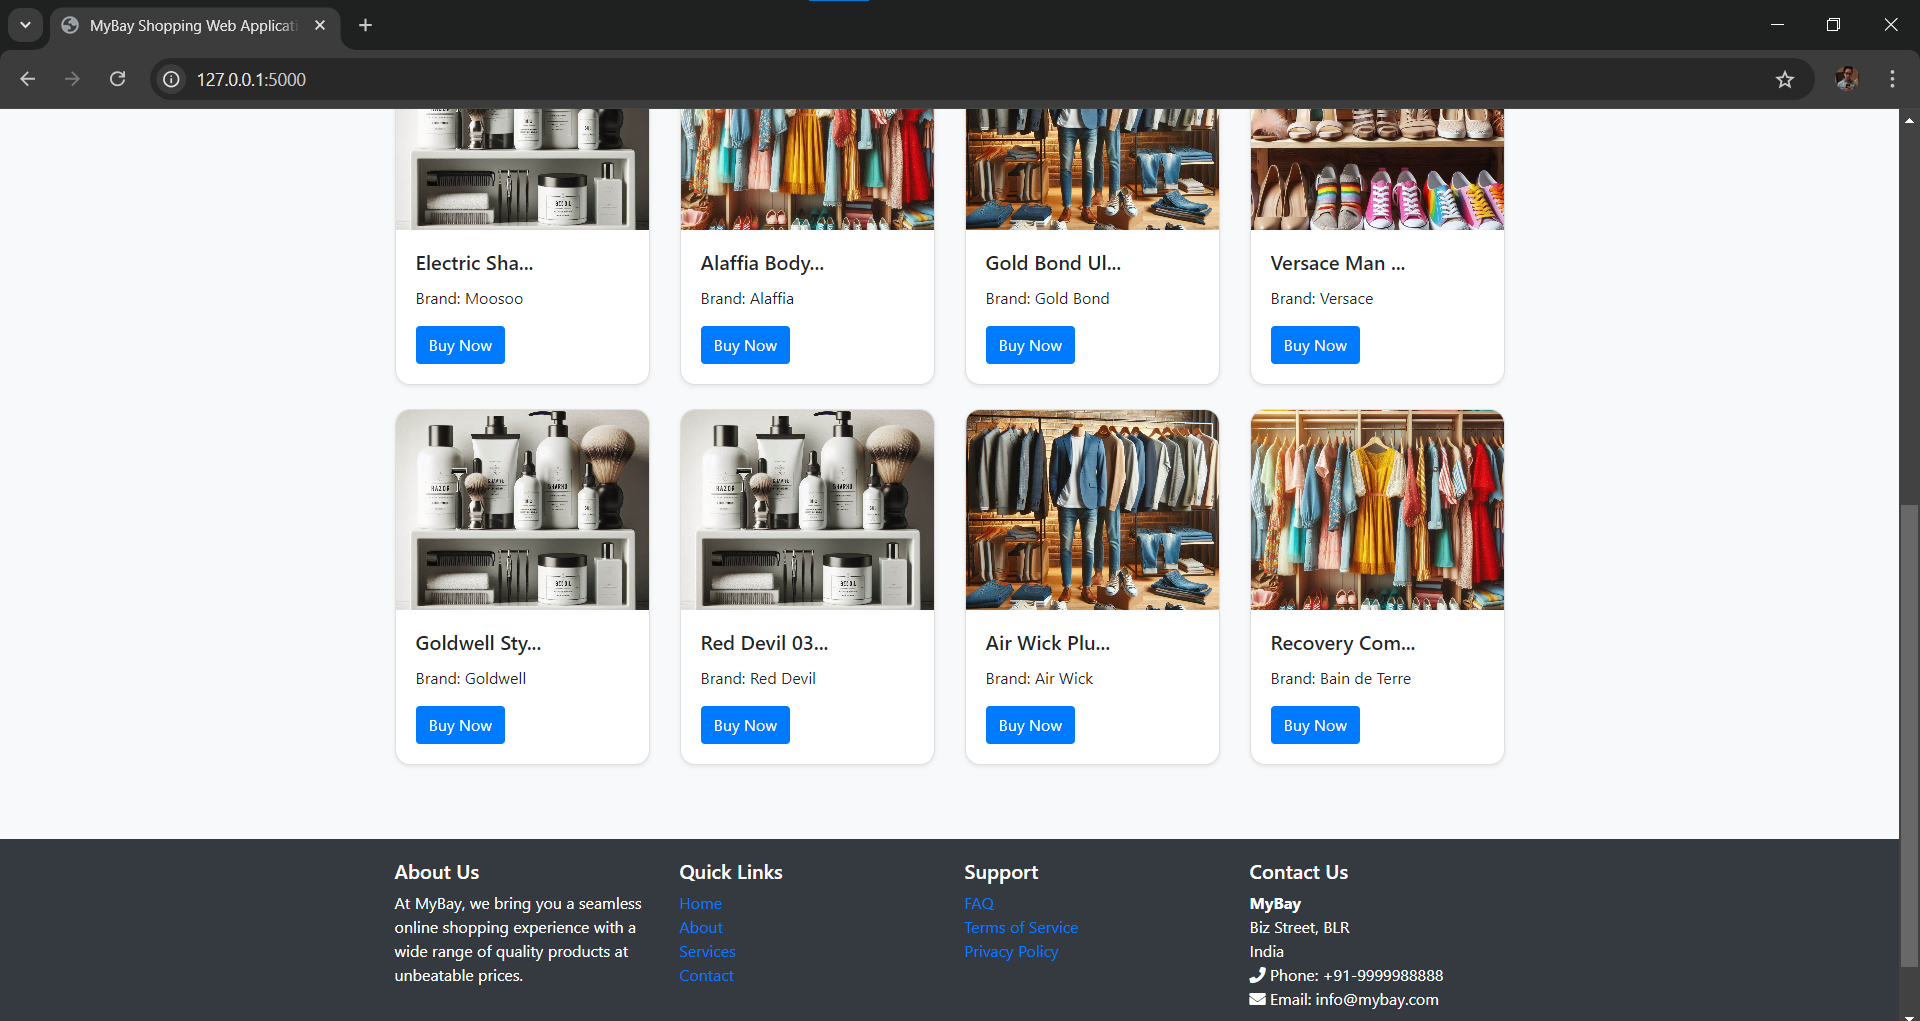 MyBay Shopping Web Applicati
127.0.0.1:5000
Electric Sha...
Brand: Moosoo
Buy Now
Alaffia Body...
Brand: Alaffia
Buy Now
Gold Bond Ul...
Brand: Gold Bond
Buy Now
Versace Man ...
Brand: Versace
Buy Now
RAZOR
Goldwell Sty...
Brand: Goldwell
Buy Now
RAZOR
Red Devil 03...
Brand: Red Devil
Buy Now
Air Wick Plu...
Brand: Air Wick
Buy Now
Recovery Com...
Brand: Bain de Terre
Buy Now
About Us
At MyBay, we bring you a seamless
online shopping experience with a
wide range of quality products at
unbeatable prices.
Quick Links
Home
About
Services
Contact
Support
FAQ
Terms of Service
Privacy Policy
Contact Us
MyBay
Biz Street, BLR
India
Phone: +91-9999988888
Email: info@mybay.com